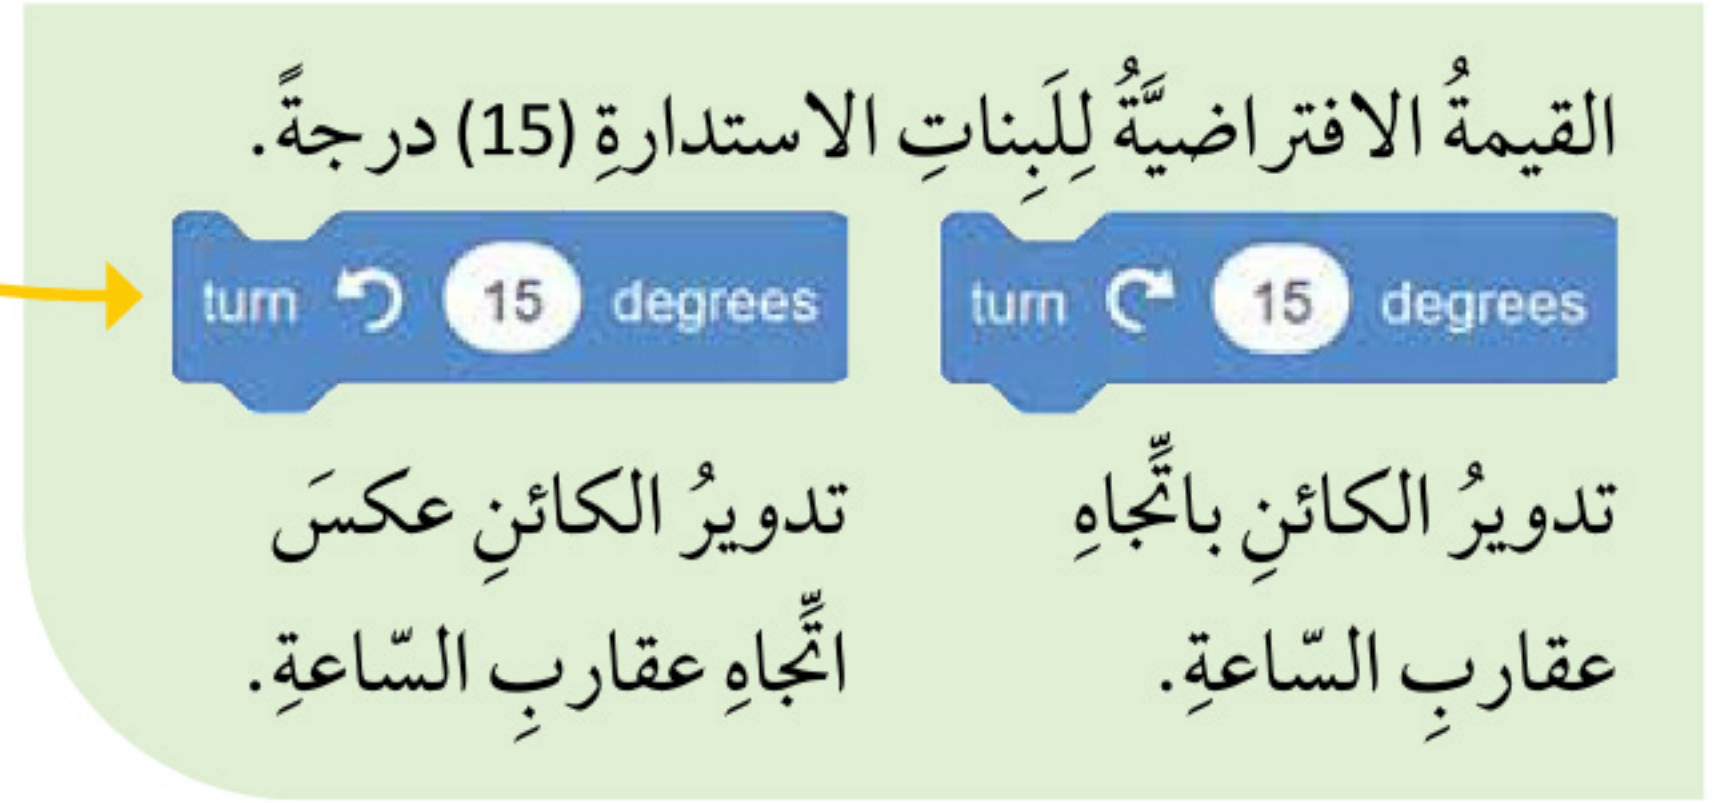 القيمةُ الافتراضيَّةُ لِلَبِناتِ الاستدارةِ (15) درجةً.
turn 15 degrees
turn 15 degrees
تدويرُ الكائنِ باتِّجاهِ
عقاربِ السّاعةِ.
تدويرُ الكائنِ عكسَ
اتِّجاهِ عقاربِ السّاعةِ.